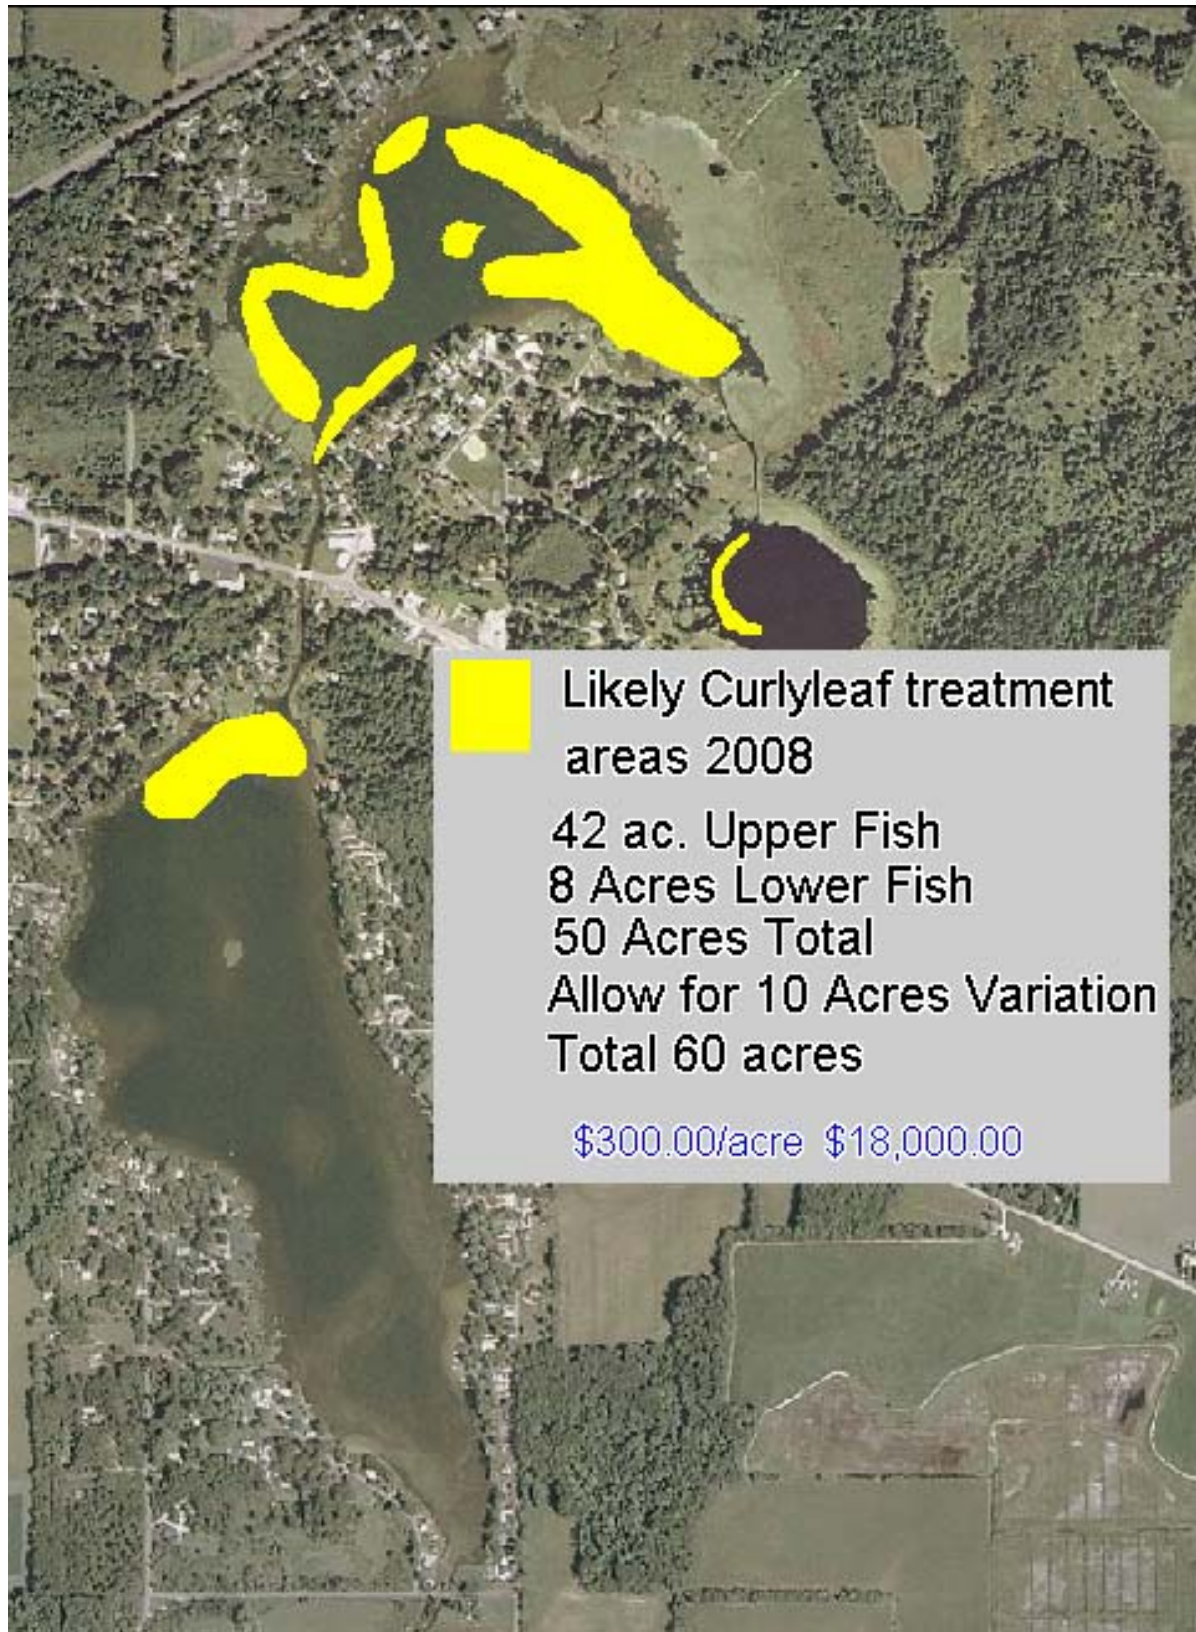 Likely Curlyleaf treatment
areas 2008
42 ac. Upper Fish
8 Acres Lower Fish
50 Acres Total
Allow for 10 Acres Variation
Total 60 acres
$300.00/acre $18,000.00